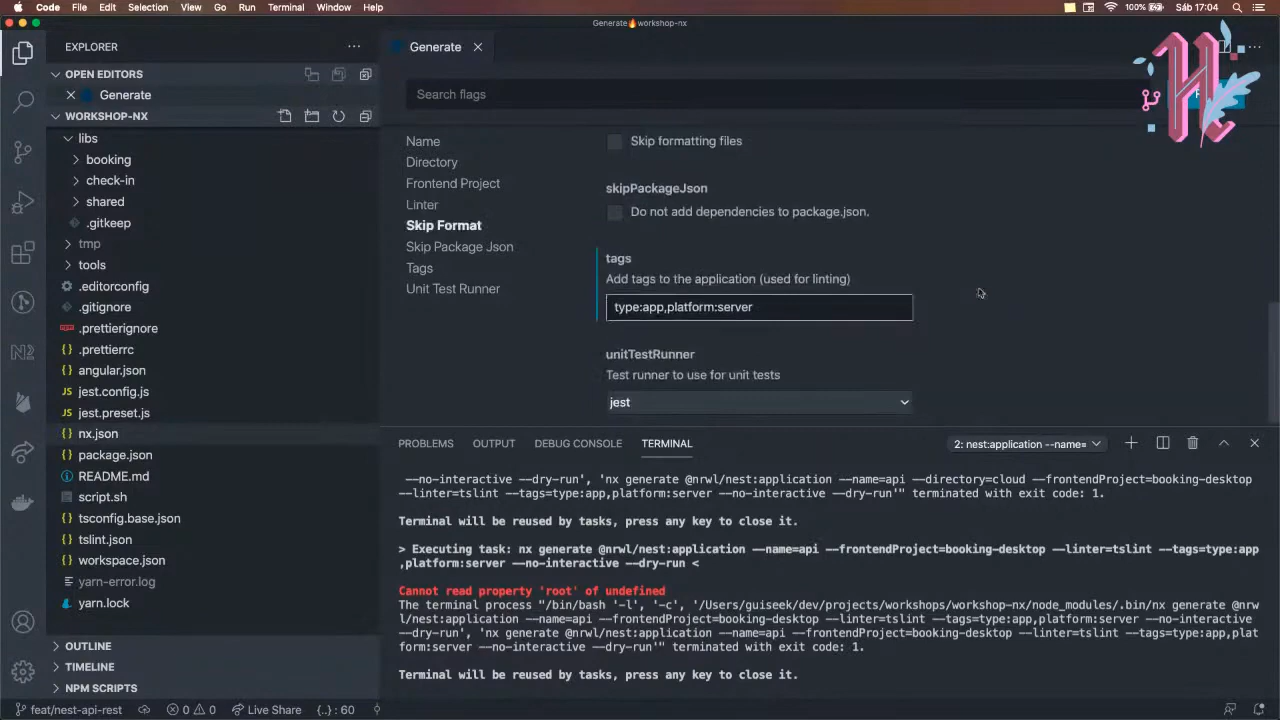 Code File Edit Selection View Go Run Terminal Window Help 100% Sáb 17:04
Generate🔥workshop-nx
EXPLORER
Generate
OPEN EDITORS
Generate
Search flags
WORKSHOP-NX
libs
booking
check-in
shared
.gitkeep
tmp
tools
.editorconfig
.gitignore
.prettierignore
.prettierrc
angular.json
JS jest.config.js
JS jest.preset.js
nx.json
package.json
README.md
script.sh
tsconfig.base.json
tslint.json
workspace.json
yarn-error.log
yarn.lock
OUTLINE
TIMELINE
NPM SCRIPTS
Name
Directory
Frontend Project
Linter
Skip Format
Skip Package Json
Tags
Unit Test Runner
Skip formatting files
skipPackageJson
Do not add dependencies to package.json.
tags
Add tags to the application (used for linting)
type:app,platform:server
unitTestRunner
Test runner to use for unit tests
jest
PROBLEMS OUTPUT DEBUG CONSOLE TERMINAL 2: nest:application --name=
--no-interactive --dry-run', 'nx generate @nrwl/nest:application --name=api --directory=cloud --frontendProject=booking-desktop
--linter=tslint --tags=type:app,platform:server --no-interactive --dry-run'" terminated with exit code: 1.
Terminal will be reused by tasks, press any key to close it.
> Executing task: nx generate @nrwl/nest:application --name=api --frontendProject=booking-desktop --linter=tslint --tags=type:app
,platform:server --no-interactive --dry-run <
Cannot read property 'root' of undefined
The terminal process "/bin/bash '-l', '-c', '/Users/guiseek/dev/projects/workshops/workshop-nx/node_modules/.bin/nx generate @nrw
l/nest:application --name=api --frontendProject=booking-desktop --linter=tslint --tags=type:app,platform:server --no-interactive
--dry-run', 'nx generate @nrwl/nest:application --name=api --frontendProject=booking-desktop --linter=tslint --tags=type:app,plat
form:server --no-interactive --dry-run'" terminated with exit code: 1.
Terminal will be reused by tasks, press any key to close it.
feat/nest-api-rest 0 0 Live Share {..} : 60